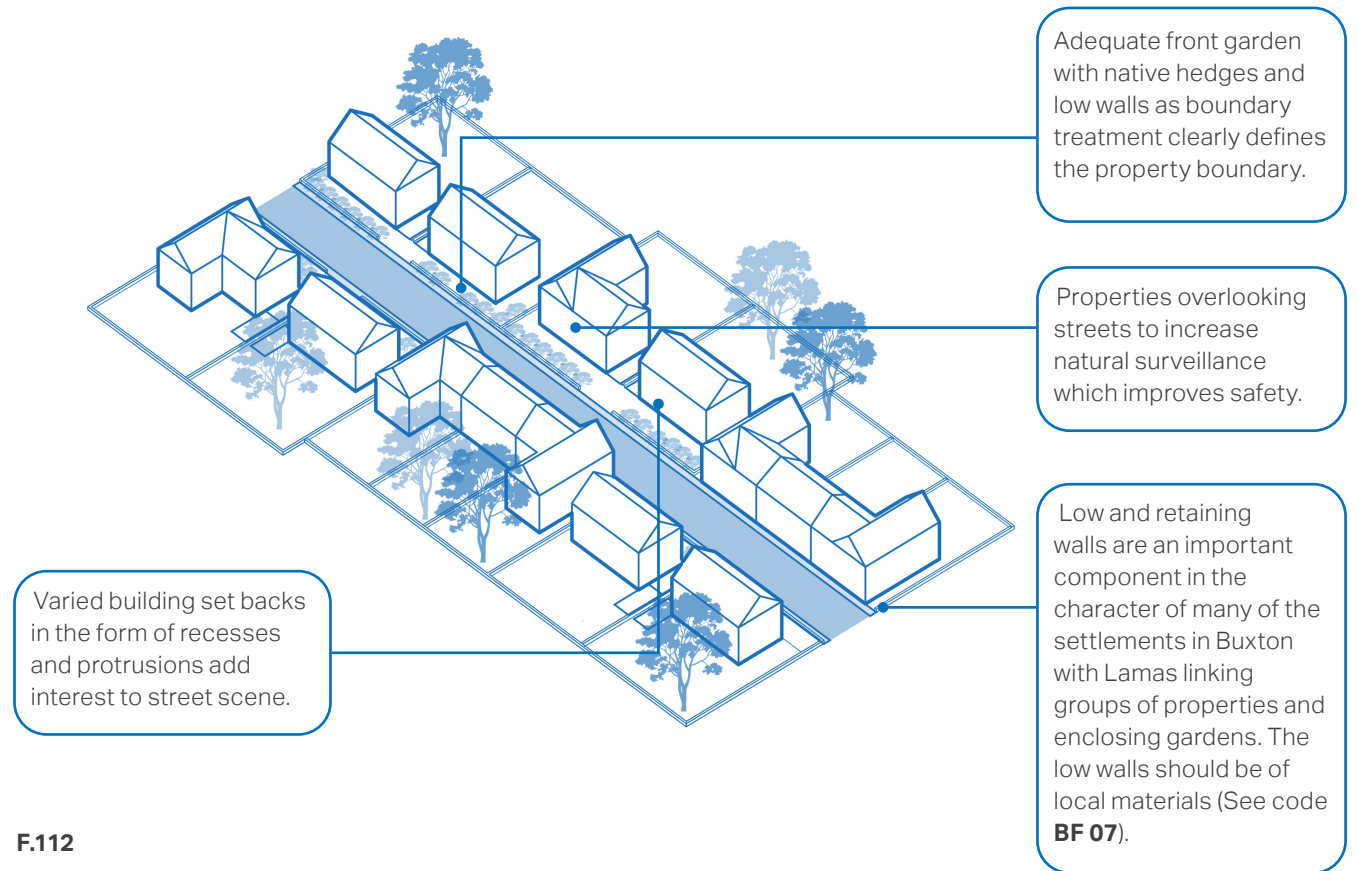 Adequate front garden
with native hedges and
low walls as boundary
treatment clearly defines
the property boundary.
Properties overlooking
streets to increase
natural surveillance
which improves safety.
Low and retaining
walls are an important
component in the
character of many of the
settlements in Buxton
with Lamas linking
groups of properties and
enclosing gardens. The
low walls should be of
local materials (See code
BF 07).
Varied building set backs
in the form of recesses
and protrusions add
interest to street scene.
F.112